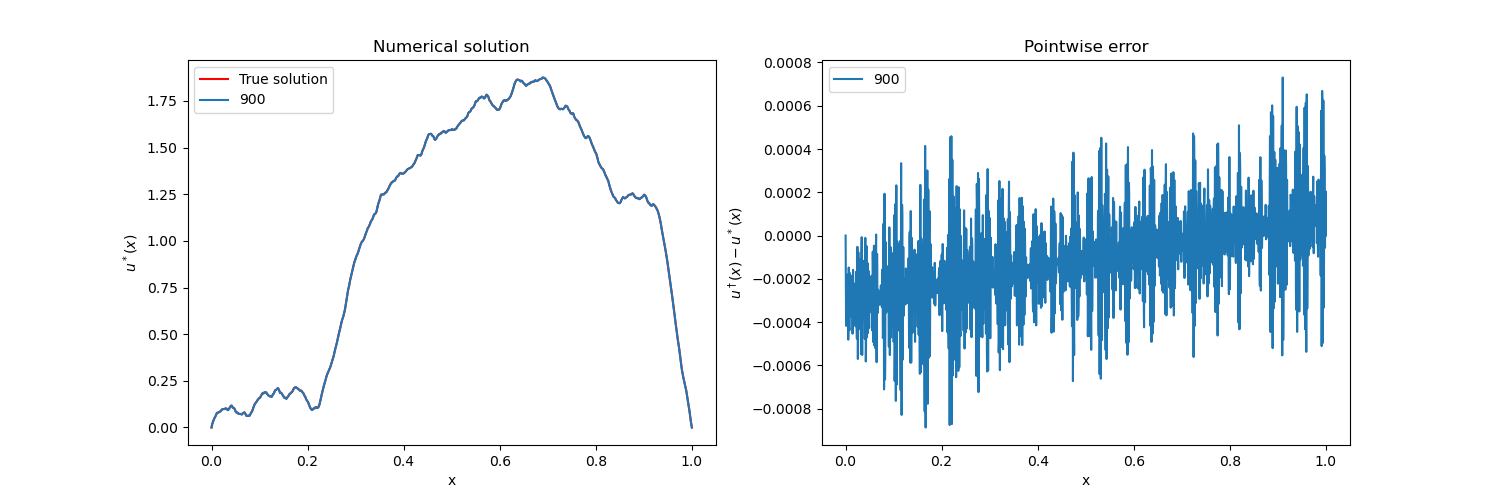 Numerical solution
True solution
900
1.75
1.50
1.25
1.00
0.75
0.50
0.25
0.00
u*(x)
0.0 0.2 0.4 0.6 0.8 1.0
x
Pointwise error
900
0.0008
0.0006
0.0004
0.0002
0.0000
−0.0002
−0.0004
−0.0006
−0.0008
u†(x) − u*(x)
0.0 0.2 0.4 0.6 0.8 1.0
x